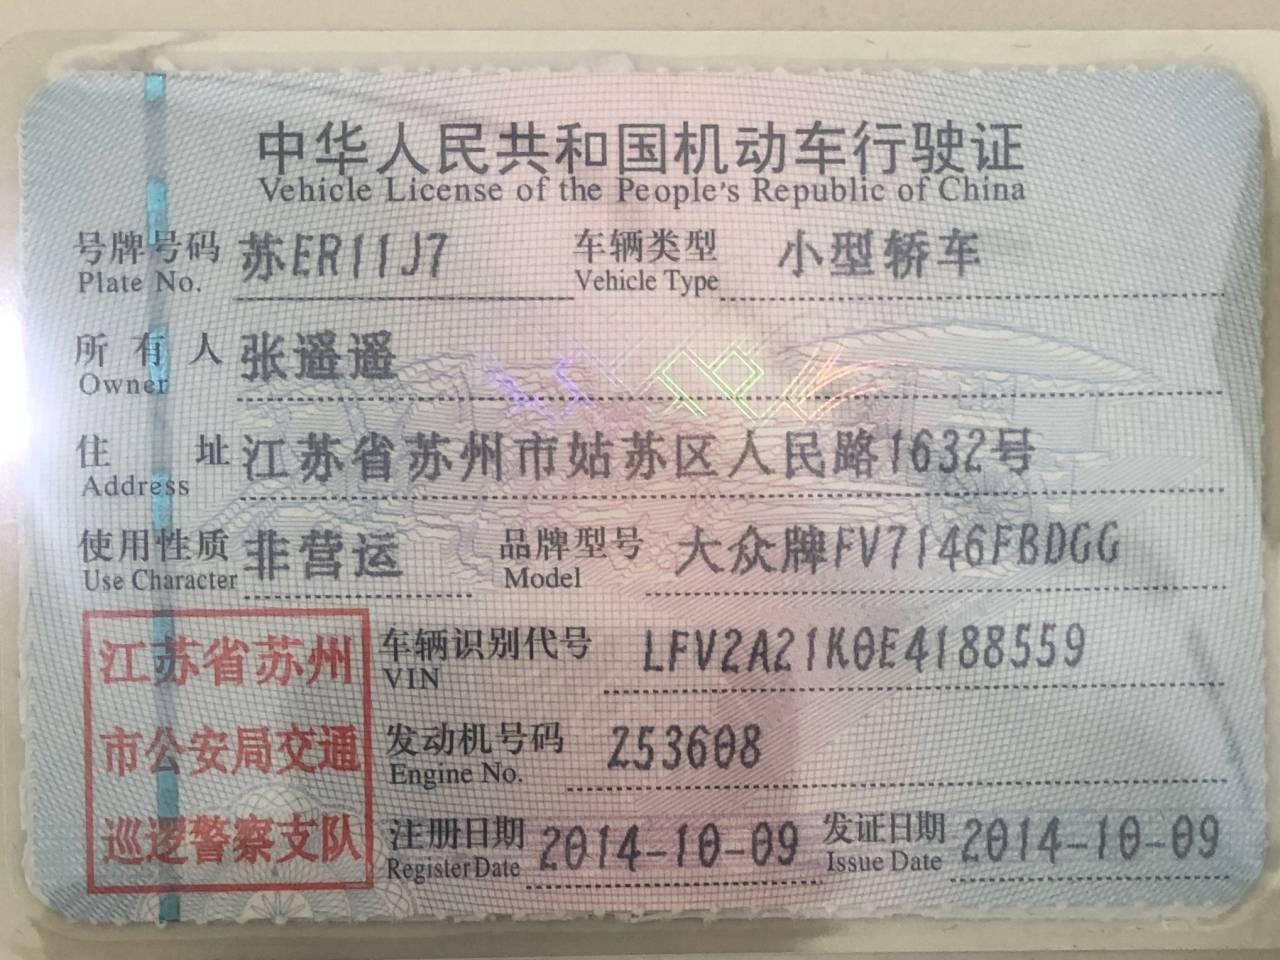 中华人民共和国机动车行驶证
Vehicle License of the People's Republic of China
号牌号码 苏ER11J7 车辆类型 小型轿车
Plate No. Vehicle Type
所有人 张遥遥
Owner
住址 江苏省苏州市姑苏区人民路1632号
Address
使用性质 非营运 品牌型号 大众牌FV7146FBDGG
Use Character Model
江苏省苏州
市公安局交通
巡逻警察支队
车辆识别代号 LFV2A21K0E4188559
VIN
发动机号码 Z53608
Engine No.
注册日期 2014-10-09 发证日期 2014-10-09
Register Date Issue Date